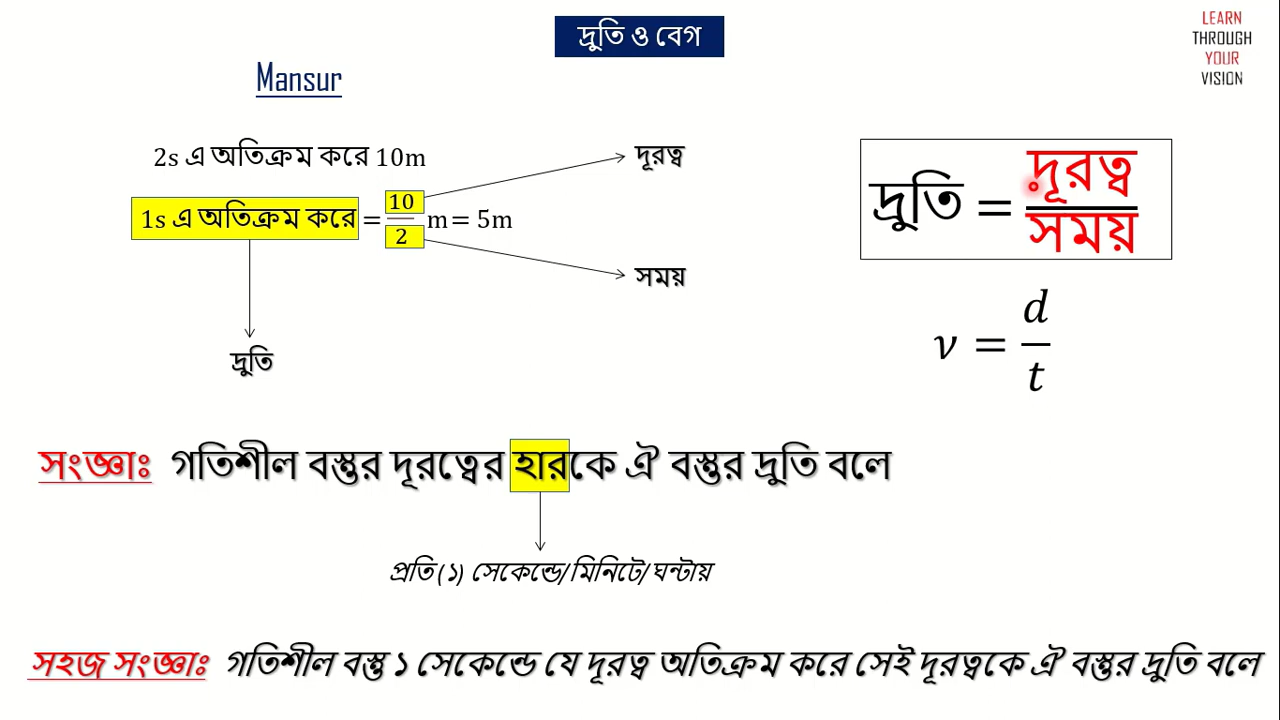 দ্রুতি ও বেগ
LEARN
THROUGH
YOUR
VISION
Mansur
2s এ অতিক্রম করে 10m
দূরত্ব
1s এ অতিক্রম করে = 10/2 m = 5m
সময়
দ্রুতি
দ্রুতি = দূরত্ব/সময়
v = d/t
সংজ্ঞাঃ গতিশীল বস্তুর দূরত্বের হারকে ঐ বস্তুর দ্রুতি বলে
প্রতি (১) সেকেন্ডে/মিনিটে/ঘন্টায়
সহজ সংজ্ঞাঃ গতিশীল বস্তু ১ সেকেন্ডে যে দূরত্ব অতিক্রম করে সেই দূরত্বকে ঐ বস্তুর দ্রুতি বলে